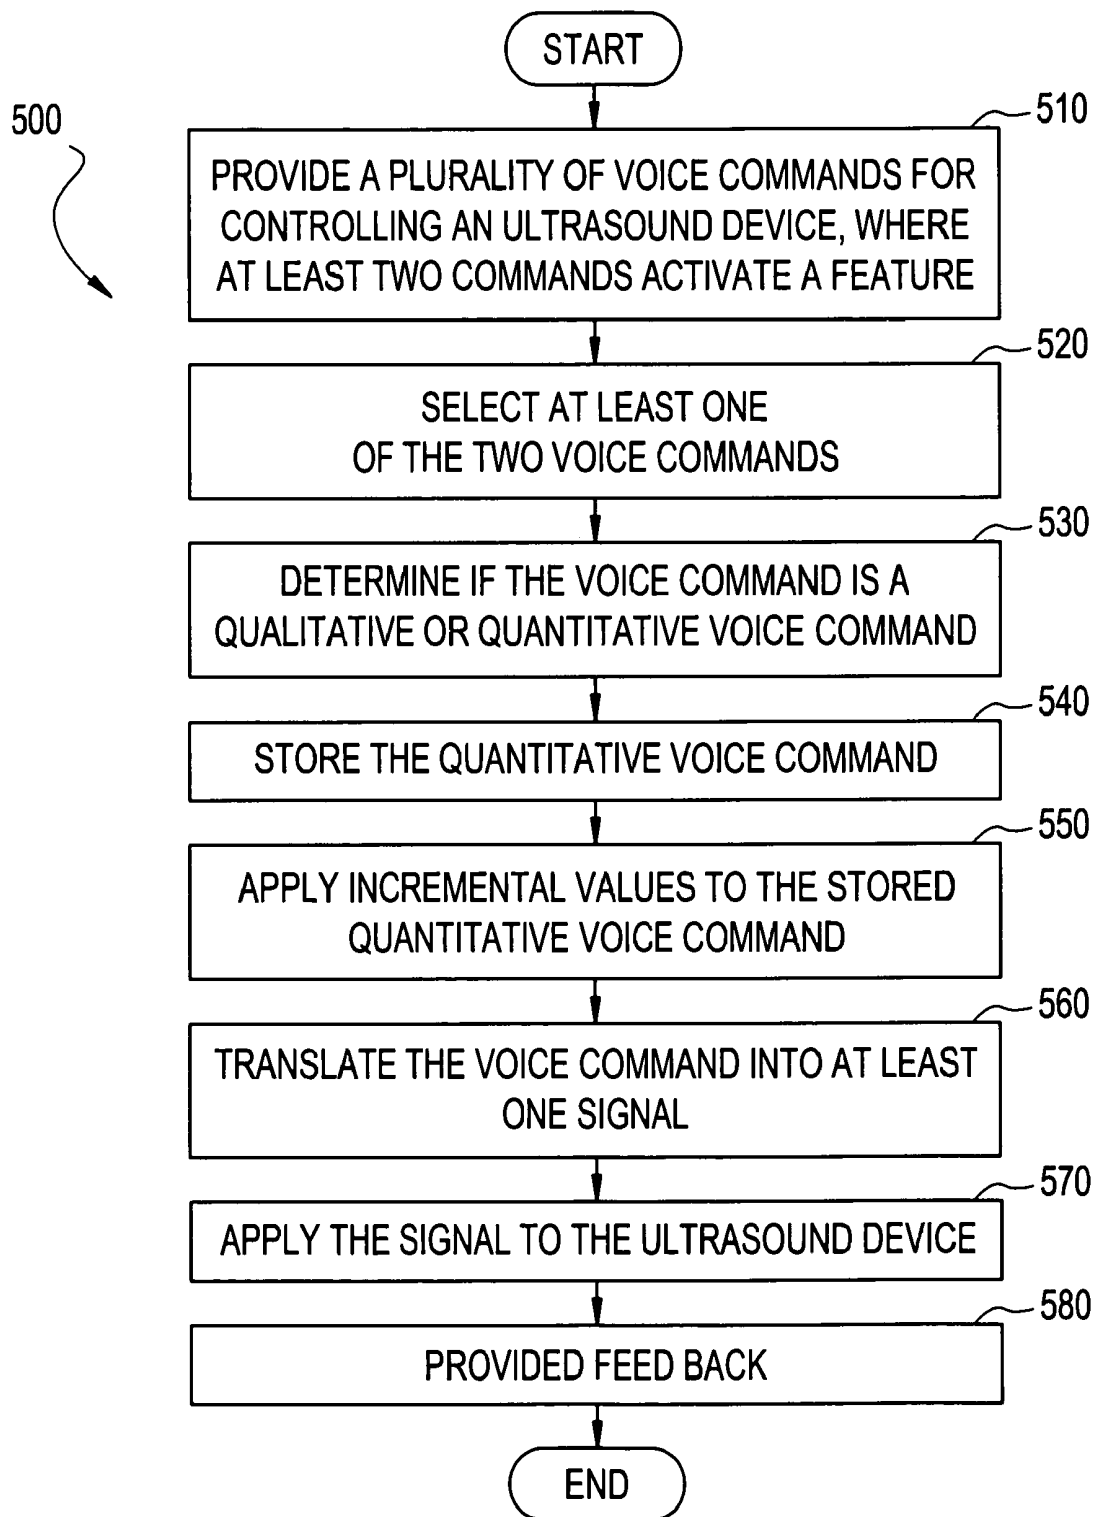 START
500
510
PROVIDE A PLURALITY OF VOICE COMMANDS FOR
CONTROLLING AN ULTRASOUND DEVICE, WHERE
AT LEAST TWO COMMANDS ACTIVATE A FEATURE
520
SELECT AT LEAST ONE
OF THE TWO VOICE COMMANDS
530
DETERMINE IF THE VOICE COMMAND IS A
QUALITATIVE OR QUANTITATIVE VOICE COMMAND
540
STORE THE QUANTITATIVE VOICE COMMAND
550
APPLY INCREMENTAL VALUES TO THE STORED
QUANTITATIVE VOICE COMMAND
560
TRANSLATE THE VOICE COMMAND INTO AT LEAST
ONE SIGNAL
570
APPLY THE SIGNAL TO THE ULTRASOUND DEVICE
580
PROVIDED FEED BACK
END